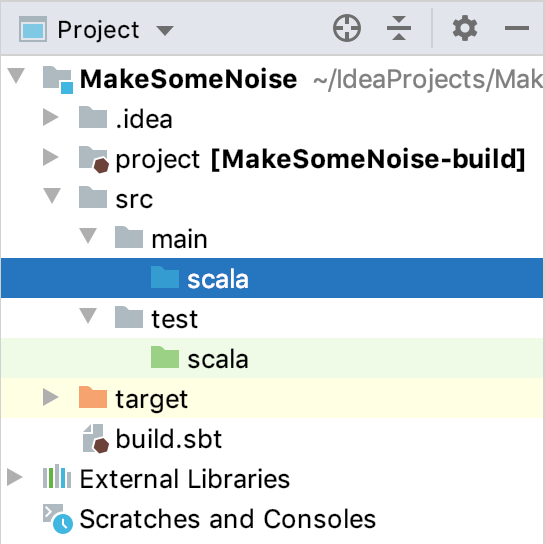 Project
MakeSomeNoise ~/IdeaProjects/Mak
.idea
project [MakeSomeNoise-build]
src
main
scala
test
scala
target
build.sbt
External Libraries
Scratches and Consoles